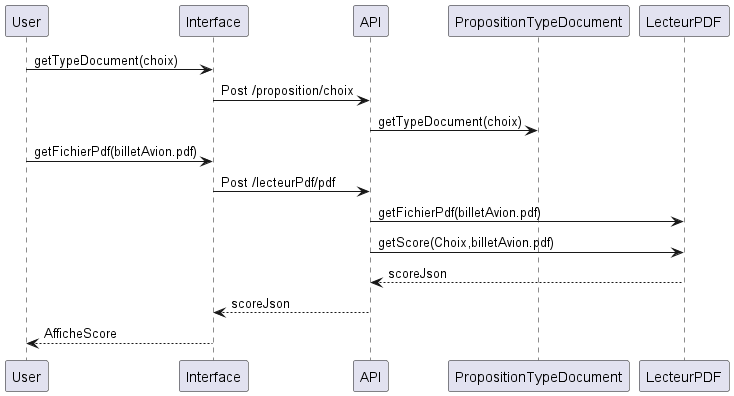 User Interface API PropositionTypeDocument LecteurPDF
getTypeDocument(choix)
Post /proposition/choix
getTypeDocument(choix)
getFichierPdf(billetAvion.pdf)
Post /lecteurPdf/pdf
getFichierPdf(billetAvion.pdf)
getScore(Choix,billetAvion.pdf)
scoreJson
scoreJson
AfficheScore
User Interface API PropositionTypeDocument LecteurPDF